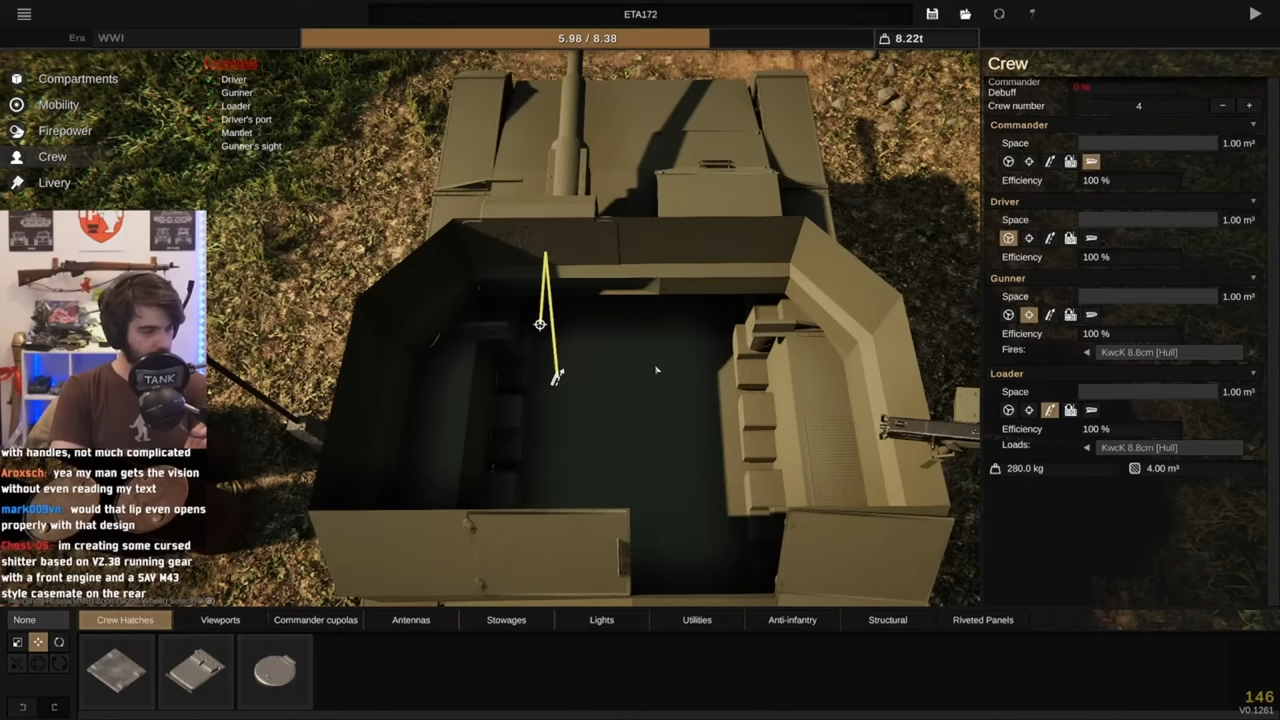 ETA172
Era WWI
5.98 / 8.38
8.22t
Compartments
Mobility
Firepower
Crew
Livery
Driver
Gunner
Loader
Driver's port
Mantlet
Gunner's sight
Crew
Commander
Debuff
0 %
Crew number 4 − +
Commander
Space 1.00 m³
Efficiency 100 %
Driver
Space 1.00 m³
Efficiency 100 %
Gunner
Space 1.00 m³
Efficiency 100 %
Fires: KwcK 8.8cm [Hull]
Loader
Space 1.00 m³
Efficiency 100 %
Loads: KwcK 8.8cm [Hull]
280.0 kg 4.00 m³
TANK
with handles, not much complicated
Aroxsch: yea my man gets the vision
without even reading my text
mark009vn: would that lip even opens
properly with that design
im creating some cursed
shitter based on VZ.38 running gear
with a front engine and a SAV M43
style casemate on the rear
None
Crew Hatches Viewports Commander cupolas Antennas Stowages Lights Utilities Anti-infantry Structural Riveted Panels
146
V0.1261